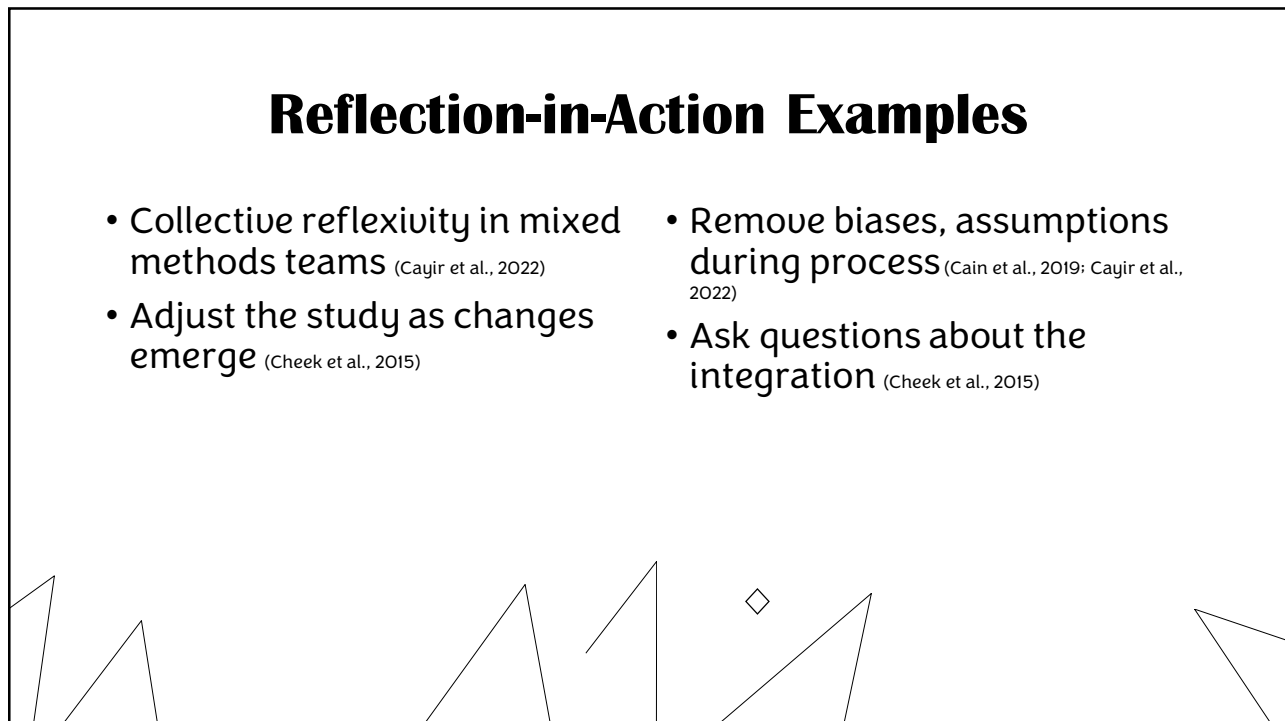 Reflection-in-Action Examples
• Collective reflexivity in mixed
methods teams (Cayir et al., 2022)
• Adjust the study as changes
emerge (Cheek et al., 2015)
• Remove biases, assumptions
during process (Cain et al., 2019; Cayir et al.,
2022)
• Ask questions about the
integration (Cheek et al., 2015)